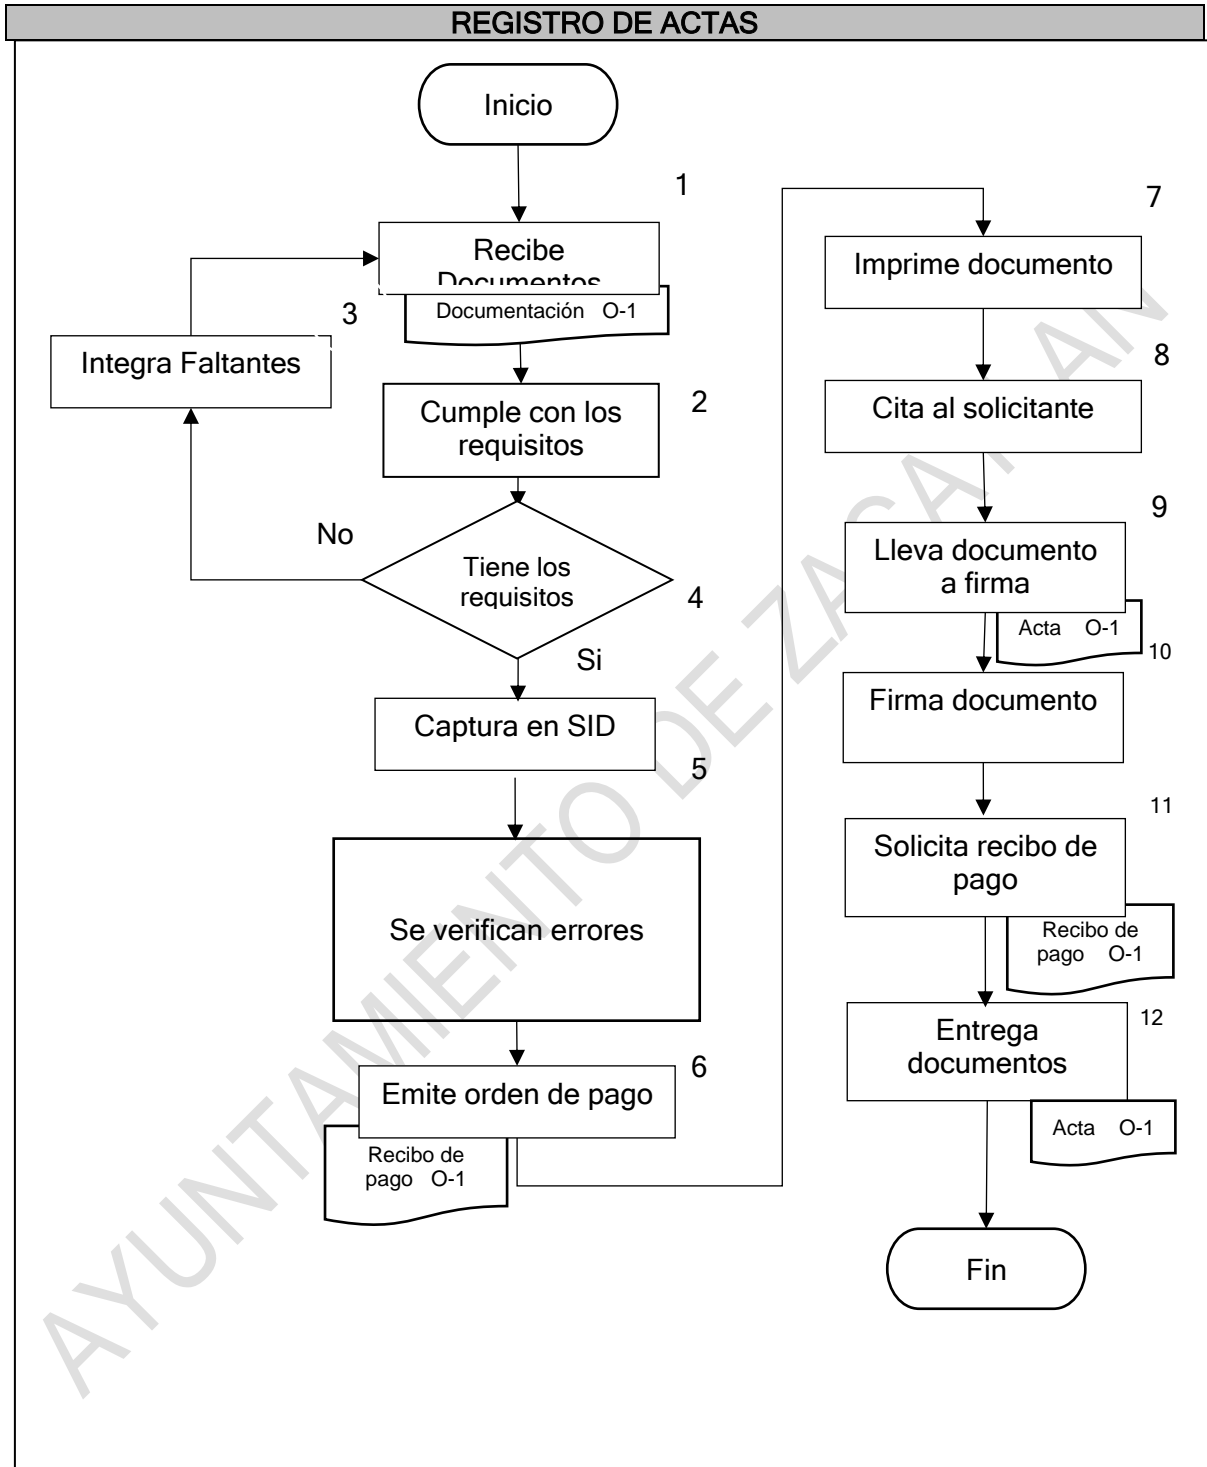 REGISTRO DE ACTAS
Inicio
1
Recibe
Documentos
Documentación O-1
3
Integra Faltantes
2
Cumple con los
requisitos
No
Tiene los
requisitos
4
Si
Captura en SID
5
Se verifican errores
6
Emite orden de pago
Recibo de
pago O-1
7
Imprime documento
8
Cita al solicitante
9
Lleva documento
a firma
Acta O-1
10
Firma documento
11
Solicita recibo de
pago
Recibo de
pago O-1
12
Entrega
documentos
Acta O-1
Fin
AYUNTAMIENTO DE